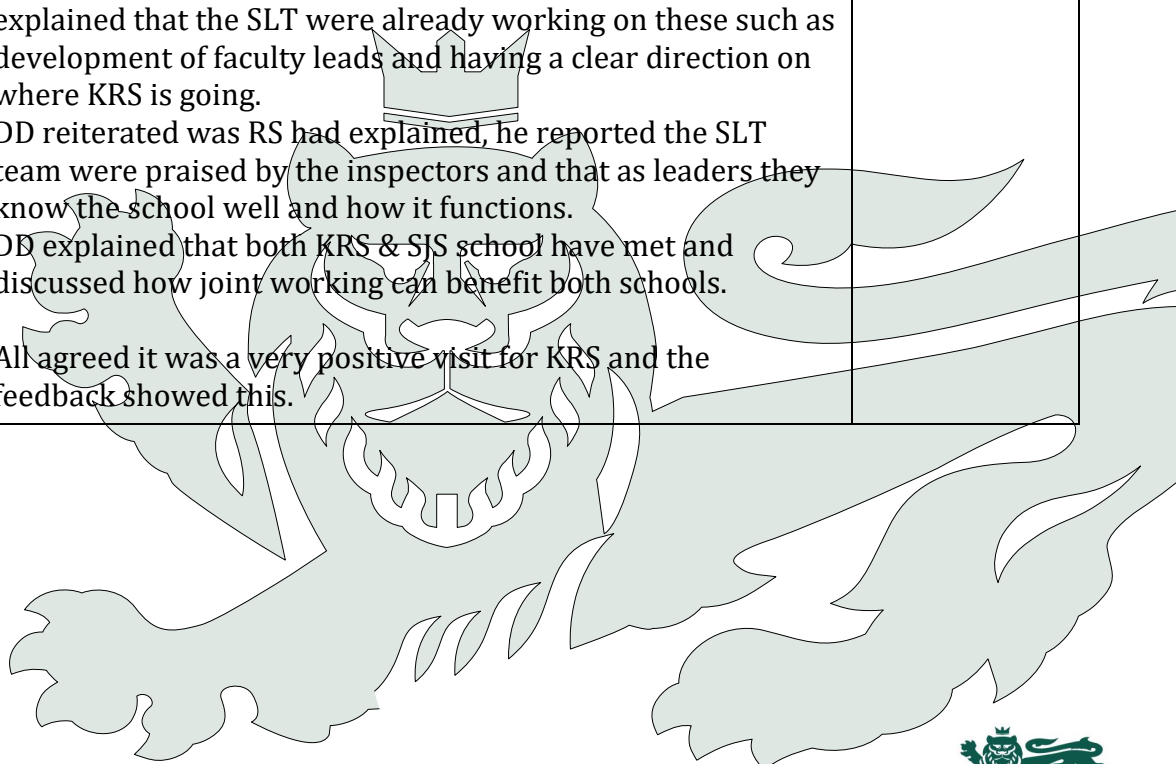 explained that the SLT were already working on these such as
development of faculty leads and having a clear direction on
where KRS is going.
DD reiterated was RS had explained, he reported the SLT
team were praised by the inspectors and that as leaders they
know the school well and how it functions.
DD explained that both KRS & SJS school have met and
discussed how joint working can benefit both schools.
All agreed it was a very positive visit for KRS and the
feedback showed this.